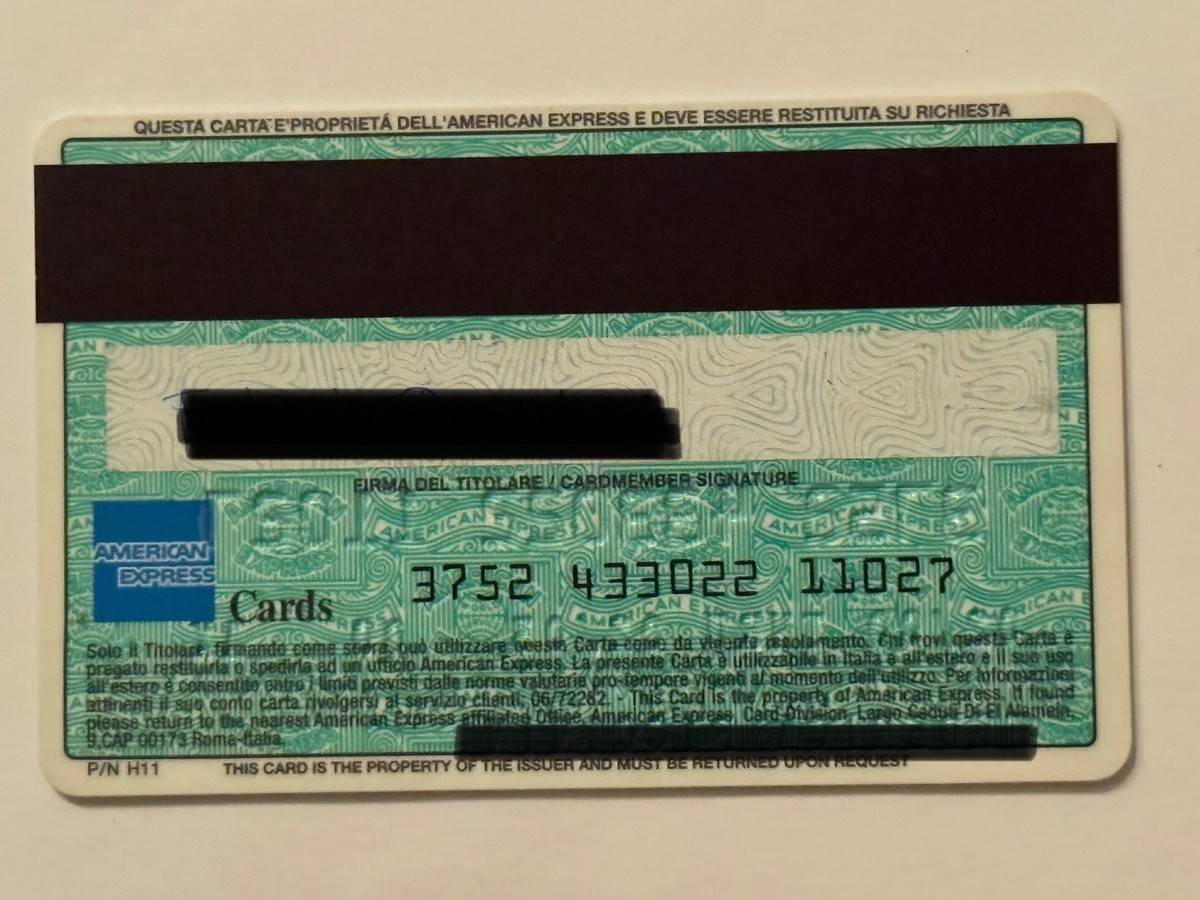 QUESTA CARTA E'PROPRIETÁ DELL'AMERICAN EXPRESS E DEVE ESSERE RESTITUITA SU RICHIESTA
FIRMA DEL TITOLARE / CARDMEMBER SIGNATURE
AMERICAN
EXPRESS
Cards
3752 433022 11027
Solo il Titolare, firmando come sopra, può utilizzare questa Carta come da vigente regolamento. Chi trovi questa Carta è
pregato restituirla o spedirla ad un ufficio American Express. La presente Carta è utilizzabile in Italia e all'estero e il suo uso
all'estero è consentito entro i limiti previsti dalle norme valutarie pro-tempore vigenti al momento dell'utilizzo. Per informazioni
attinenti il suo conto carta rivolgersi al servizio clienti, 06/72282. This Card is the property of American Express. If found
please return to the nearest American Express affiliated Office, American Express, Card Division, Largo Caduti Di El Alamein,
9,CAP 00173 Roma-Italia.
P/N H11 THIS CARD IS THE PROPERTY OF THE ISSUER AND MUST BE RETURNED UPON REQUEST